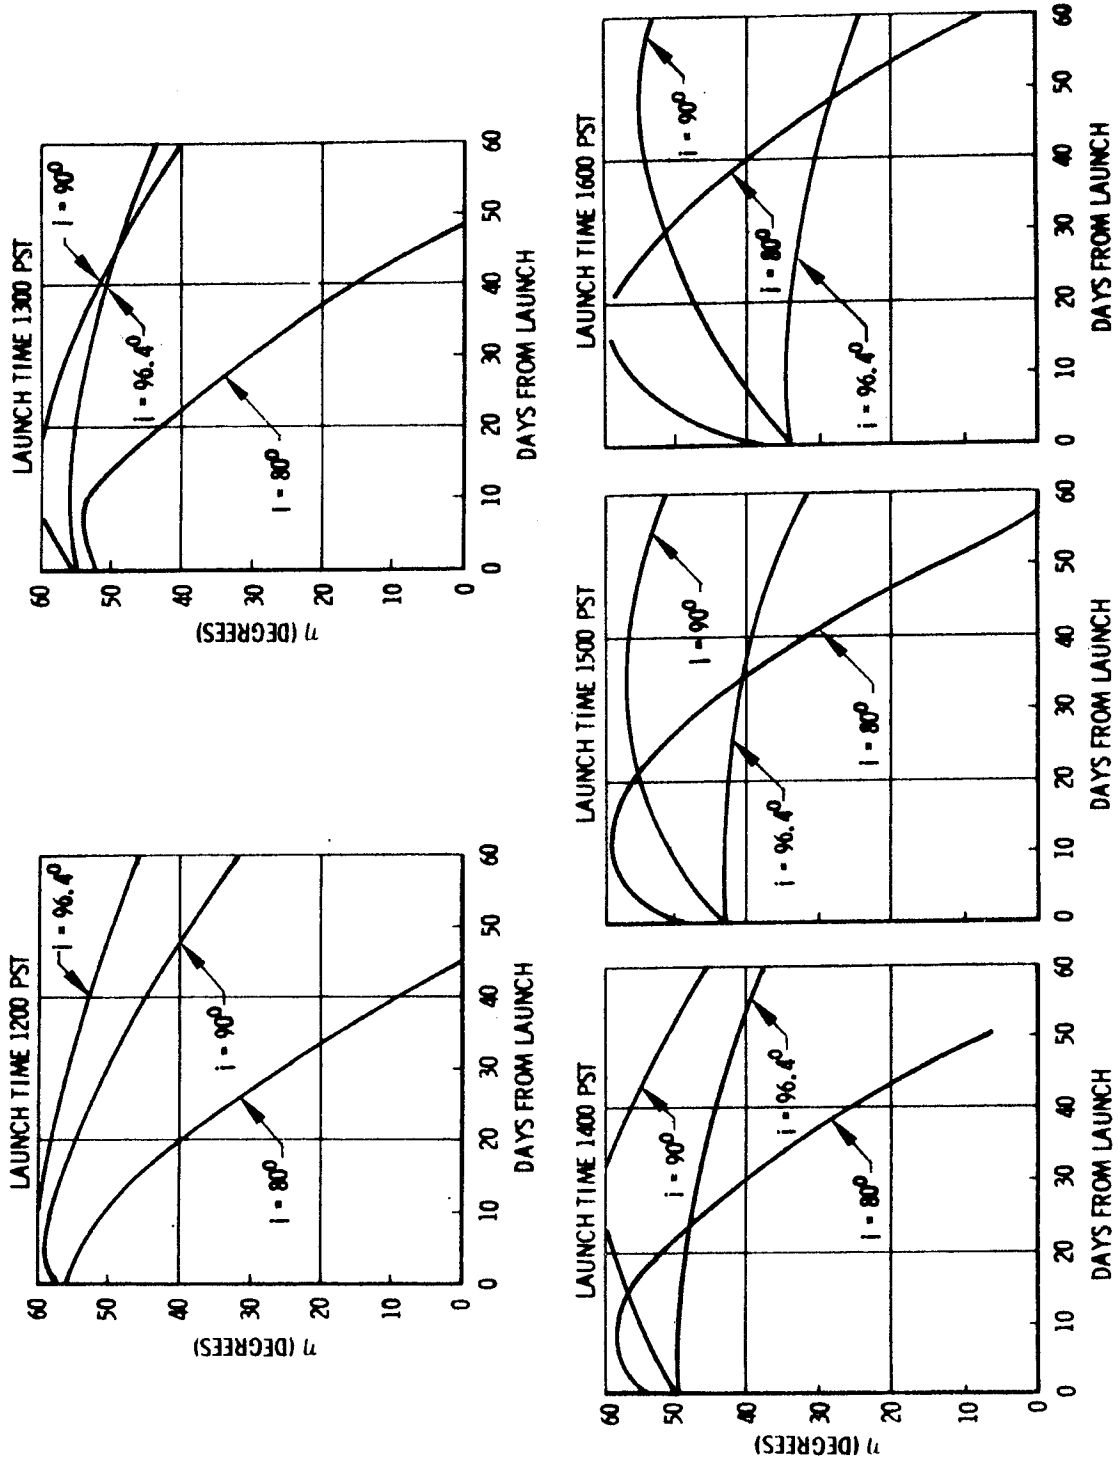 LAUNCH TIME 1200 PST
60
50
40
30
20
10
0
η (DEGREES)
i = 96.4°
i = 90°
i = 80°
0 10 20 30 40 50 60
DAYS FROM LAUNCH
LAUNCH TIME 1300 PST
60
50
40
30
20
10
0
η (DEGREES)
i = 90°
i = 96.4°
i = 80°
0 10 20 30 40 50 60
DAYS FROM LAUNCH
LAUNCH TIME 1400 PST
60
50
40
30
20
10
0
η (DEGREES)
i = 90°
i = 96.4°
i = 80°
0 10 20 30 40 50 60
DAYS FROM LAUNCH
LAUNCH TIME 1500 PST
i = 90°
i = 96.4°
i = 80°
0 10 20 30 40 50 60
DAYS FROM LAUNCH
LAUNCH TIME 1600 PST
i = 90°
i = 80°
i = 96.4°
0 10 20 30 40 50 60
DAYS FROM LAUNCH